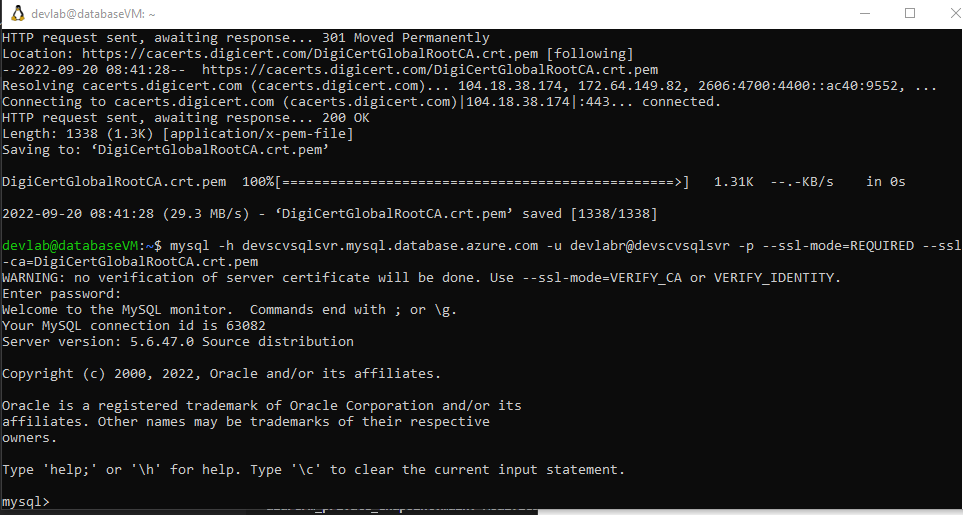 devlab@databaseVM: ~
HTTP request sent, awaiting response... 301 Moved Permanently
Location: https://cacerts.digicert.com/DigiCertGlobalRootCA.crt.pem [following]
--2022-09-20 08:41:28--  https://cacerts.digicert.com/DigiCertGlobalRootCA.crt.pem
Resolving cacerts.digicert.com (cacerts.digicert.com)... 104.18.38.174, 172.64.149.82, 2606:4700:4400::ac40:9552, ...
Connecting to cacerts.digicert.com (cacerts.digicert.com)|104.18.38.174|:443... connected.
HTTP request sent, awaiting response... 200 OK
Length: 1338 (1.3K) [application/x-pem-file]
Saving to: ‘DigiCertGlobalRootCA.crt.pem’
DigiCertGlobalRootCA.crt.pem  100%[=================================================>]   1.31K  --.-KB/s    in 0s
2022-09-20 08:41:28 (29.3 MB/s) - ‘DigiCertGlobalRootCA.crt.pem’ saved [1338/1338]
devlab@databaseVM:~$ mysql -h devscvsqlsvr.mysql.database.azure.com -u devlabr@devscvsqlsvr -p --ssl-mode=REQUIRED --ssl
-ca=DigiCertGlobalRootCA.crt.pem
WARNING: no verification of server certificate will be done. Use --ssl-mode=VERIFY_CA or VERIFY_IDENTITY.
Enter password:
Welcome to the MySQL monitor.  Commands end with ; or \g.
Your MySQL connection id is 63082
Server version: 5.6.47.0 Source distribution
Copyright (c) 2000, 2022, Oracle and/or its affiliates.
Oracle is a registered trademark of Oracle Corporation and/or its
affiliates. Other names may be trademarks of their respective
owners.
Type 'help;' or '\h' for help. Type '\c' to clear the current input statement.
mysql>